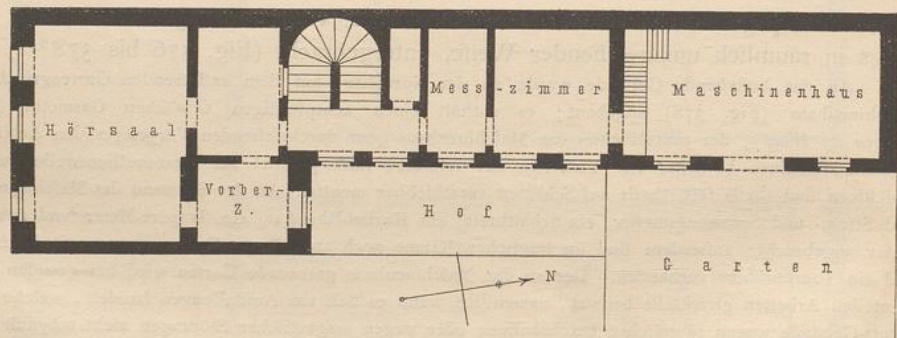 Mess-zimmer
Maschinenhaus
Hörsaal
Vorber-
Z.
Hof
Garten
N